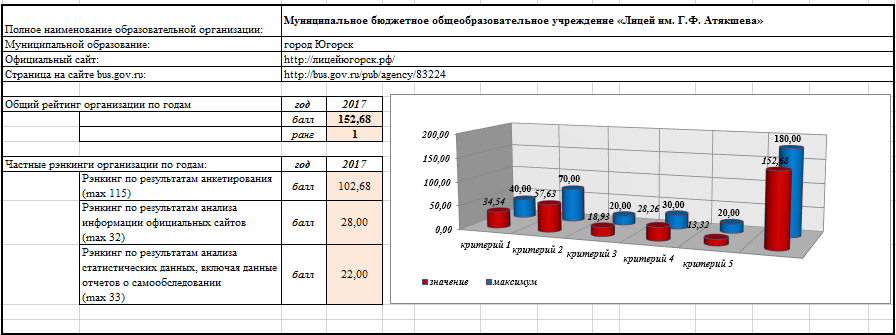 Полное наименование образовательной организации: Муниципальное бюджетное общеобразовательное учреждение «Лицей им. Г.Ф. Атякшева»
Муниципальное образование: город Югорск
Официальный сайт: http://лицейюгорск.рф/
Страница на сайте bus.gov.ru: http://bus.gov.ru/pub/agency/83224
Общий рейтинг организации по годам год 2017
балл 152,68
ранг 1
Частные рэнкинги организации по годам: год 2017
Рэнкинг по результатам анкетирования
(max 115) балл 102,68
Рэнкинг по результатам анализа
информации официальных сайтов
(max 32) балл 28,00
Рэнкинг по результатам анализа
статистических данных, включая данные
отчетов о самообследовании
(max 33) балл 22,00
200,00
150,00
100,00
50,00
0,00
34,54 40,00
57,63 70,00
18,93 20,00
28,26 30,00
13,32 20,00
152,68 180,00
критерий 1
критерий 2
критерий 3
критерий 4
критерий 5
значение максимум